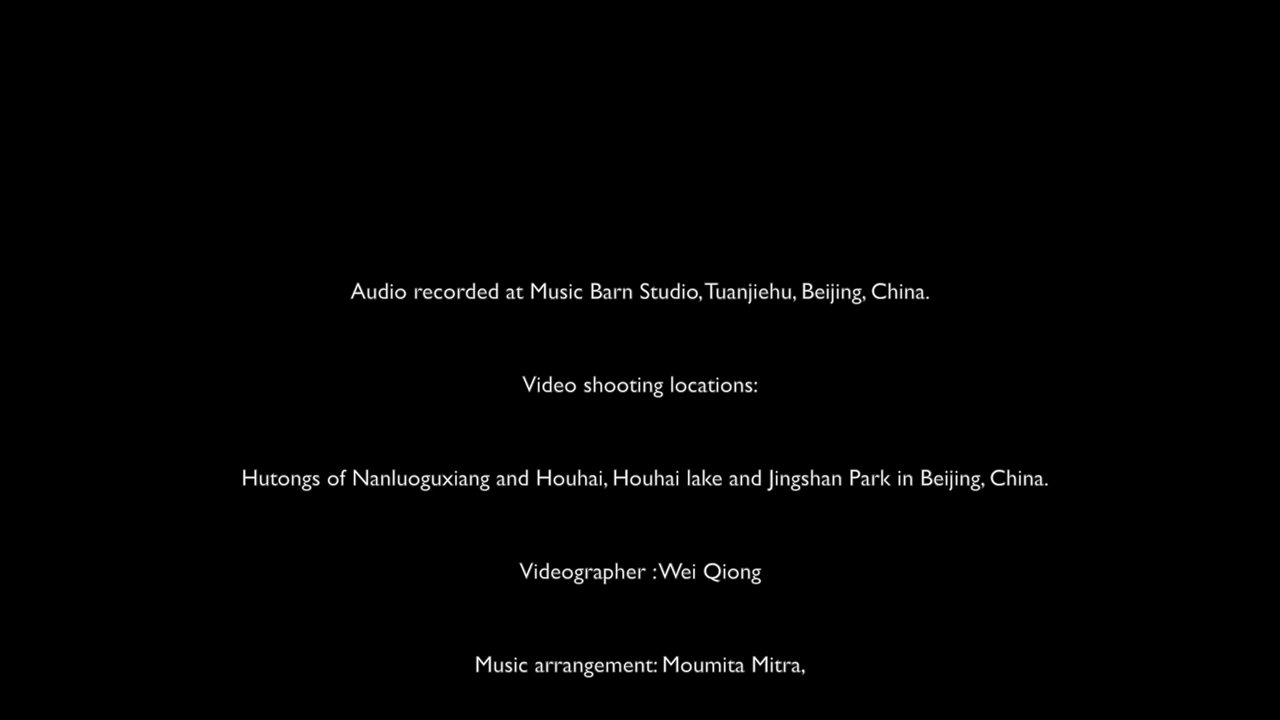 Audio recorded at Music Barn Studio, Tuanjiehu, Beijing, China.
Video shooting locations:
Hutongs of Nanluoguxiang and Houhai, Houhai lake and Jingshan Park in Beijing, China.
Videographer : Wei Qiong
Music arrangement: Moumita Mitra,